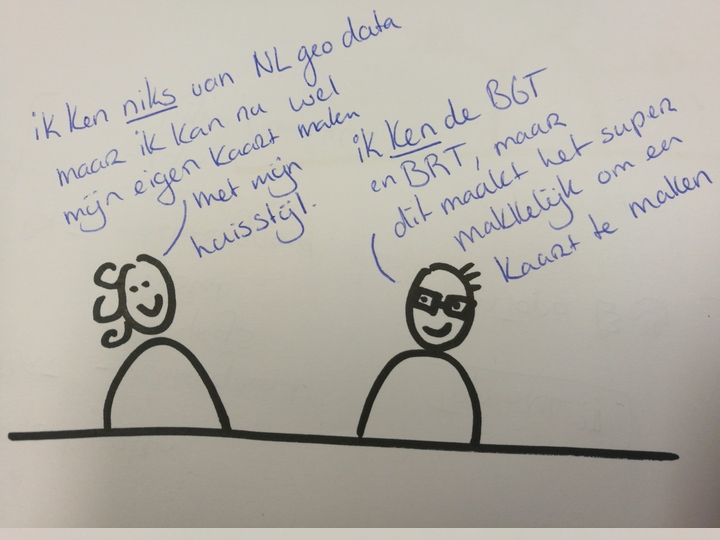 ik ken niks van NL geo data
maar ik kan nu wel
mijn eigen kaart maken
met mijn
huisstijl.
ik ken de BGT
en BRT, maar
dit maakt het super
makkelijk om een
kaart te maken